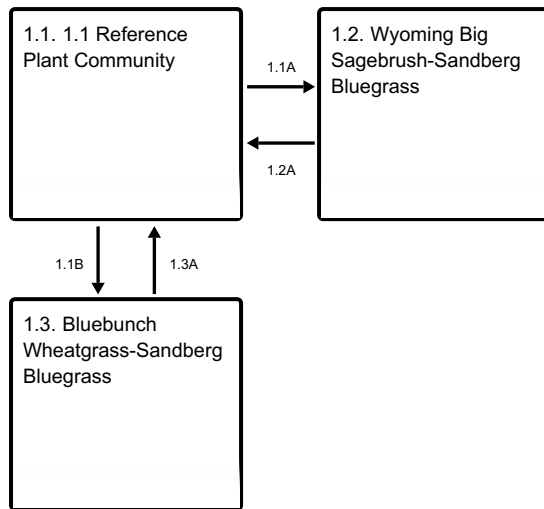 1.1. 1.1 Reference
Plant Community
1.2. Wyoming Big
Sagebrush-Sandberg
Bluegrass
1.1A
1.2A
1.1B
1.3A
1.3. Bluebunch
Wheatgrass-Sandberg
Bluegrass